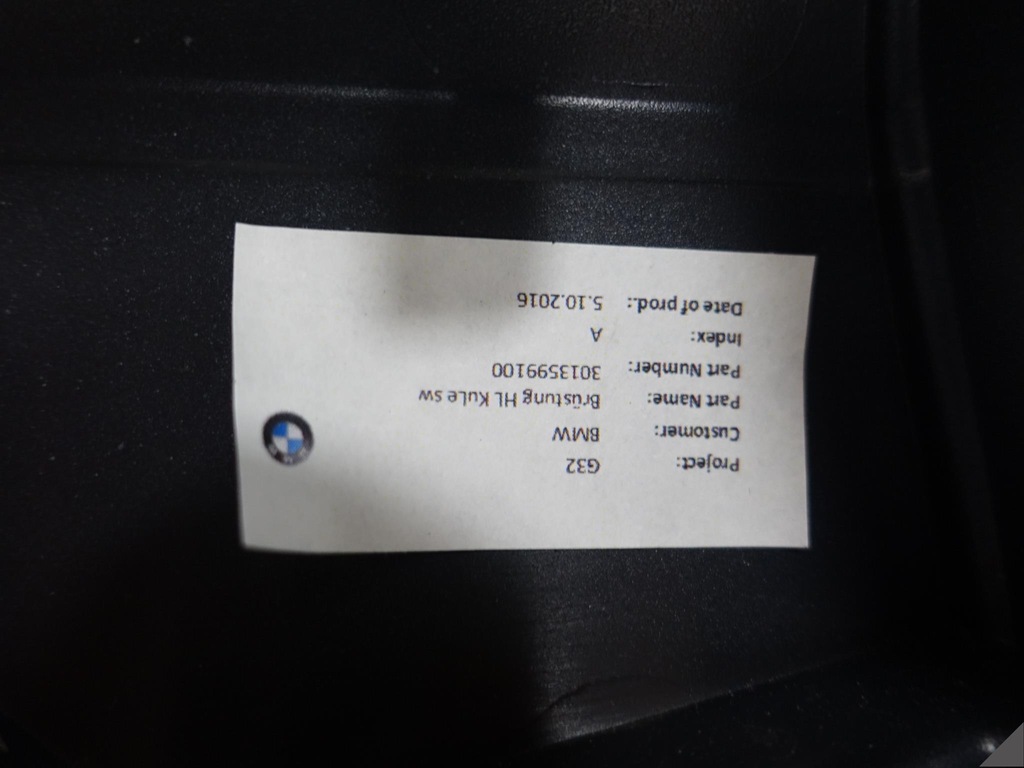 Project: G32
Customer: BMW
Part Name: Brüstung HL KuLe sw
Part Number: 3013599100
Index: A
Date of prod.: 5.10.2016